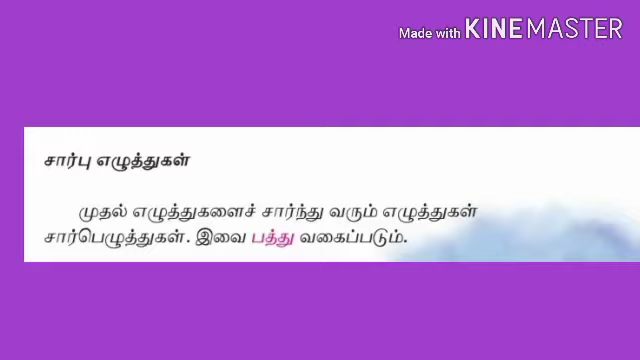 Made with KINEMASTER
சார்பு எழுத்துகள்
முதல் எழுத்துகளைச் சார்ந்து வரும் எழுத்துகள்
சார்பெழுத்துகள். இவை பத்து வகைப்படும்.